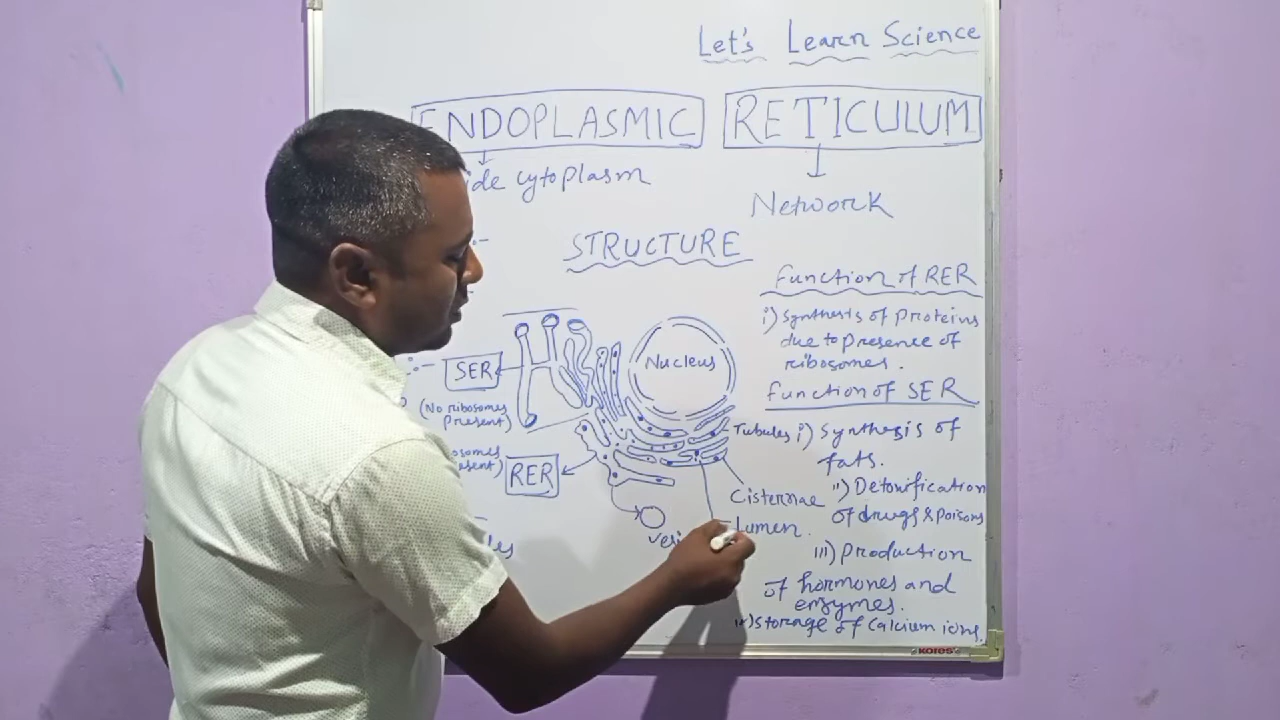 Let's Learn Science
ENDOPLASMIC RETICULUM
cytoplasm
Network
STRUCTURE
Function of RER
i) Synthesis of proteins
due to presence of
ribosomes.
Function of SER
i) Synthesis of
fats.
ii) Detonification
of drugs & poisons
iii) production
of hormones and
enzymes.
iv) storage of calcium ions.
Nucleus
SER
(No ribosomes
present)
RER
Tubules
Cisternae
Lumen.
KORES